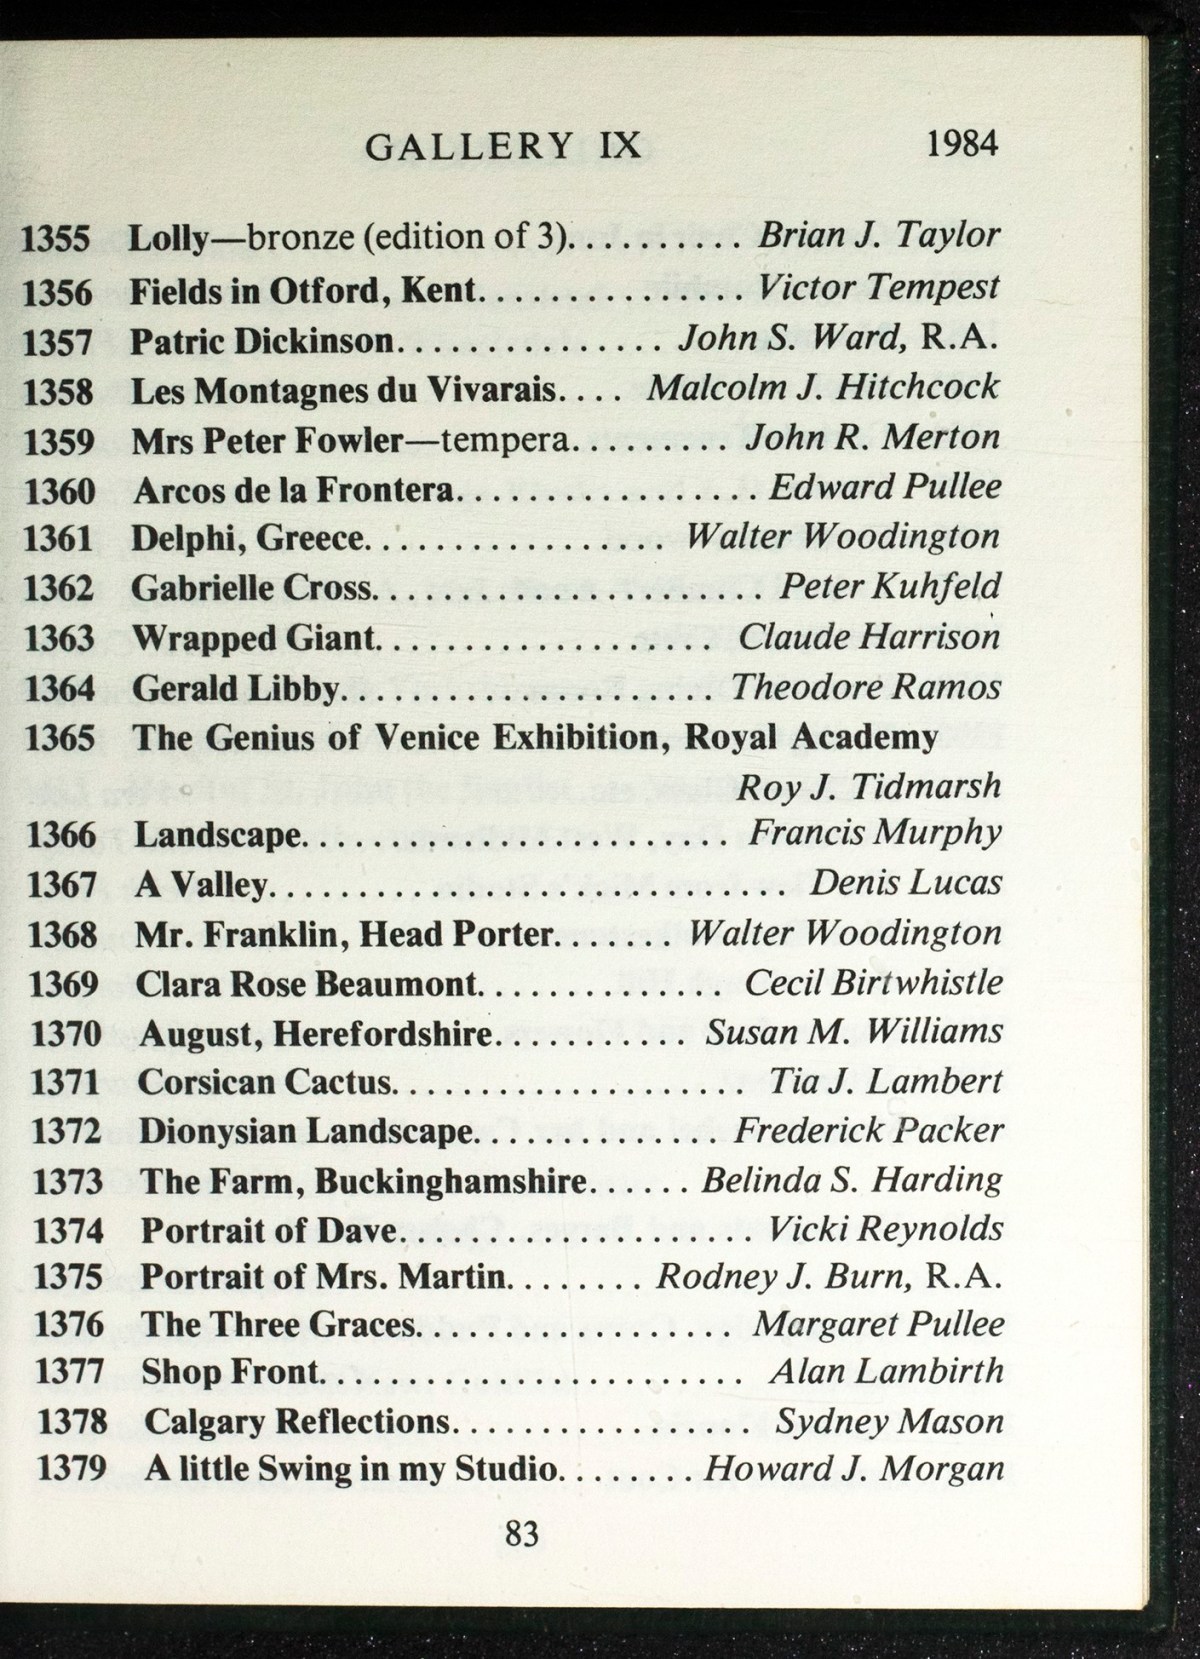 GALLERY IX 1984
1355 Lolly—bronze (edition of 3).......... Brian J. Taylor
1356 Fields in Otford, Kent............... Victor Tempest
1357 Patric Dickinson............... John S. Ward, R.A.
1358 Les Montagnes du Vivarais.... Malcolm J. Hitchcock
1359 Mrs Peter Fowler—tempera......... John R. Merton
1360 Arcos de la Frontera................. Edward Pullee
1361 Delphi, Greece................. Walter Woodington
1362 Gabrielle Cross...................... Peter Kuhfeld
1363 Wrapped Giant................... Claude Harrison
1364 Gerald Libby..................... Theodore Ramos
1365 The Genius of Venice Exhibition, Royal Academy
Roy J. Tidmarsh
1366 Landscape........................ Francis Murphy
1367 A Valley............................. Denis Lucas
1368 Mr. Franklin, Head Porter....... Walter Woodington
1369 Clara Rose Beaumont.............. Cecil Birtwhistle
1370 August, Herefordshire........... Susan M. Williams
1371 Corsican Cactus.................... Tia J. Lambert
1372 Dionysian Landscape.............. Frederick Packer
1373 The Farm, Buckinghamshire...... Belinda S. Harding
1374 Portrait of Dave.................... Vicki Reynolds
1375 Portrait of Mrs. Martin........ Rodney J. Burn, R.A.
1376 The Three Graces.................. Margaret Pullee
1377 Shop Front........................ Alan Lambirth
1378 Calgary Reflections................. Sydney Mason
1379 A little Swing in my Studio........ Howard J. Morgan
83